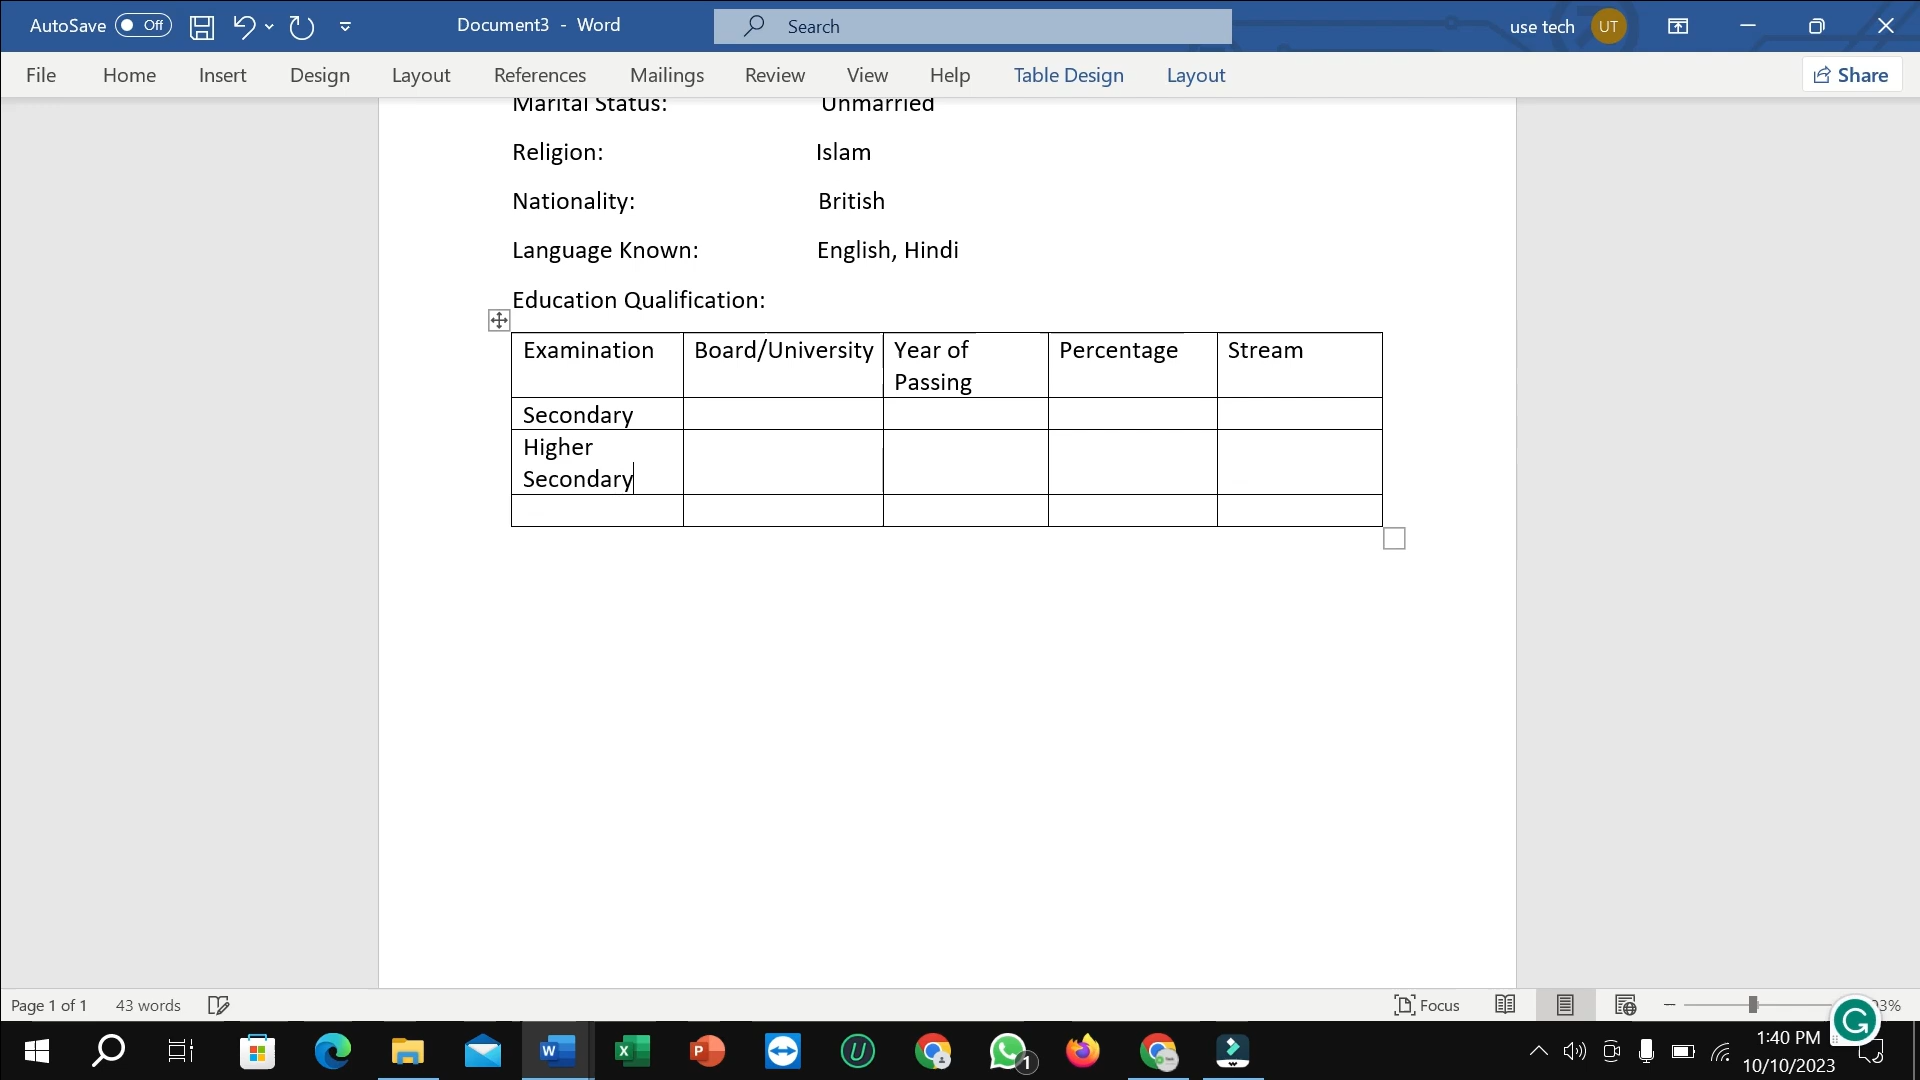 AutoSave Off Document3 - Word Search use tech UT
File Home Insert Design Layout References Mailings Review View Help Table Design Layout Share
Marital Status: Unmarried
Religion: Islam
Nationality: British
Language Known: English, Hindi
Education Qualification:
Examination Board/University Year of Passing Percentage Stream
Secondary
Higher
Secondary
Page 1 of 1 43 words Focus 93%
1:40 PM
10/10/2023